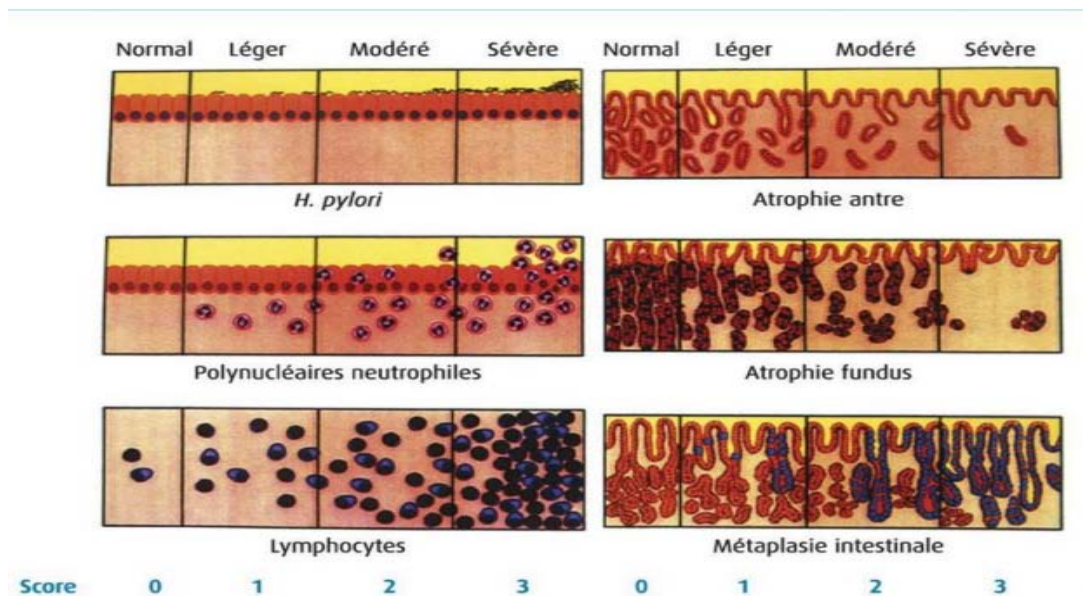 Normal Léger Modéré Sévère Normal Léger Modéré Sévère
H. pylori Atrophie antre
Polynucléaires neutrophiles Atrophie fundus
Lymphocytes Métaplasie intestinale
Score 0 1 2 3 0 1 2 3